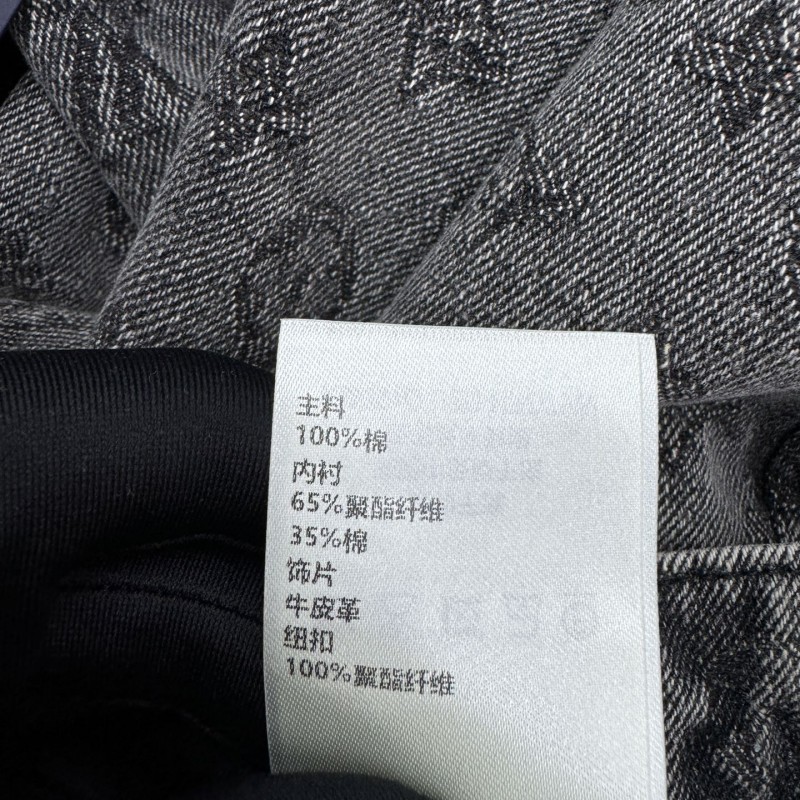 主料
100%棉
内衬
65%聚酯纤维
35%棉
饰片
牛皮革
纽扣
100%聚酯纤维